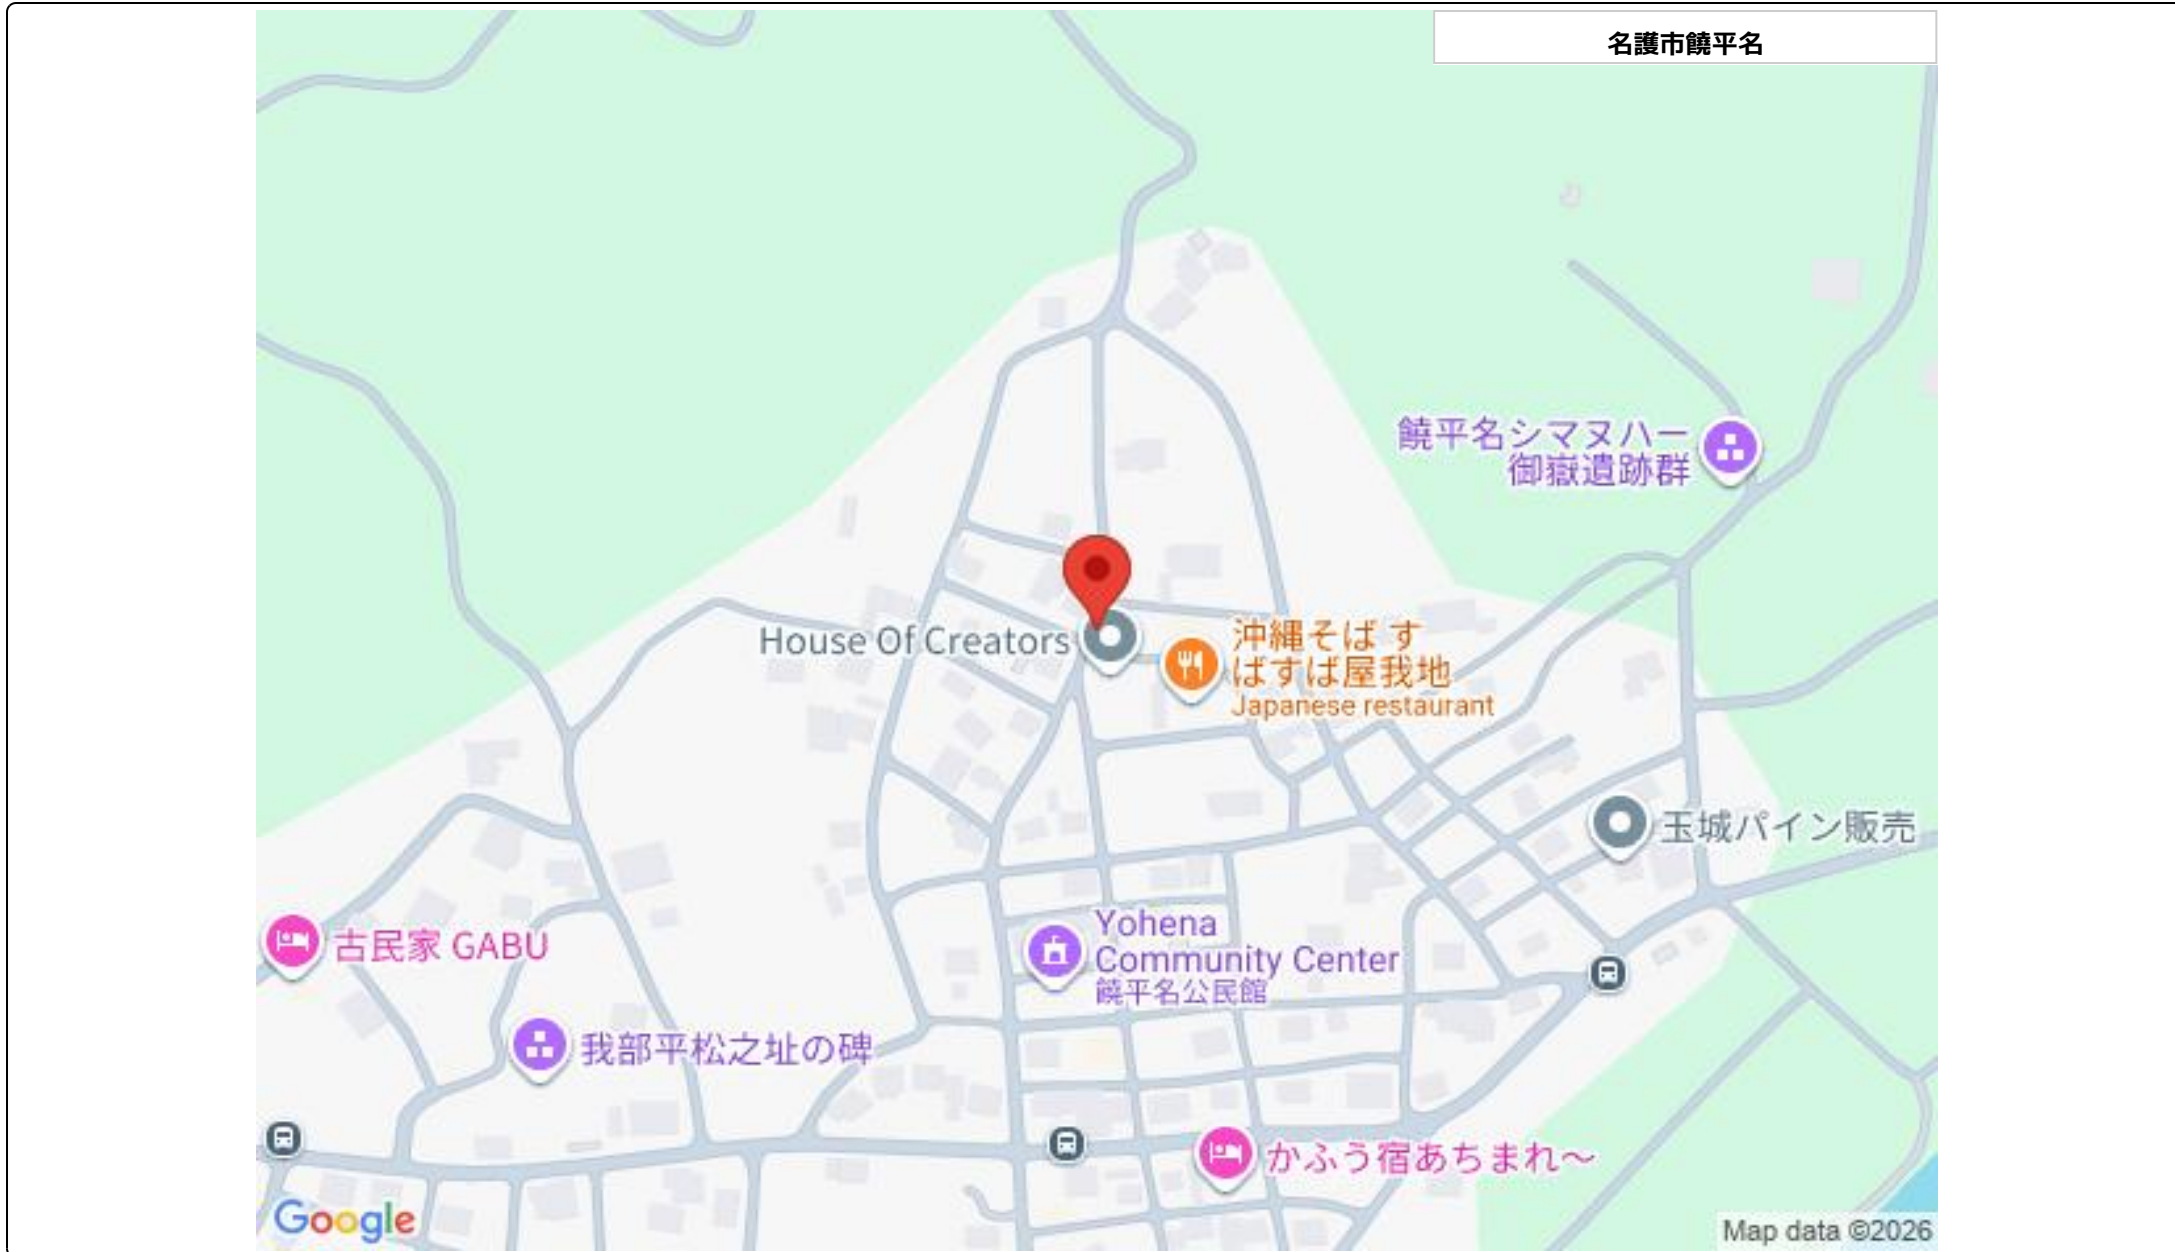 名護市饒平名
饒平名シマヌハー
御嶽遺跡群
House Of Creators
沖縄そば す
ばすば屋我地
Japanese restaurant
玉城パイン販売
古民家 GABU
Yohena
Community Center
饒平名公民館
我部平松之址の碑
かふう宿あちまれ〜
Google
Map data ©2026